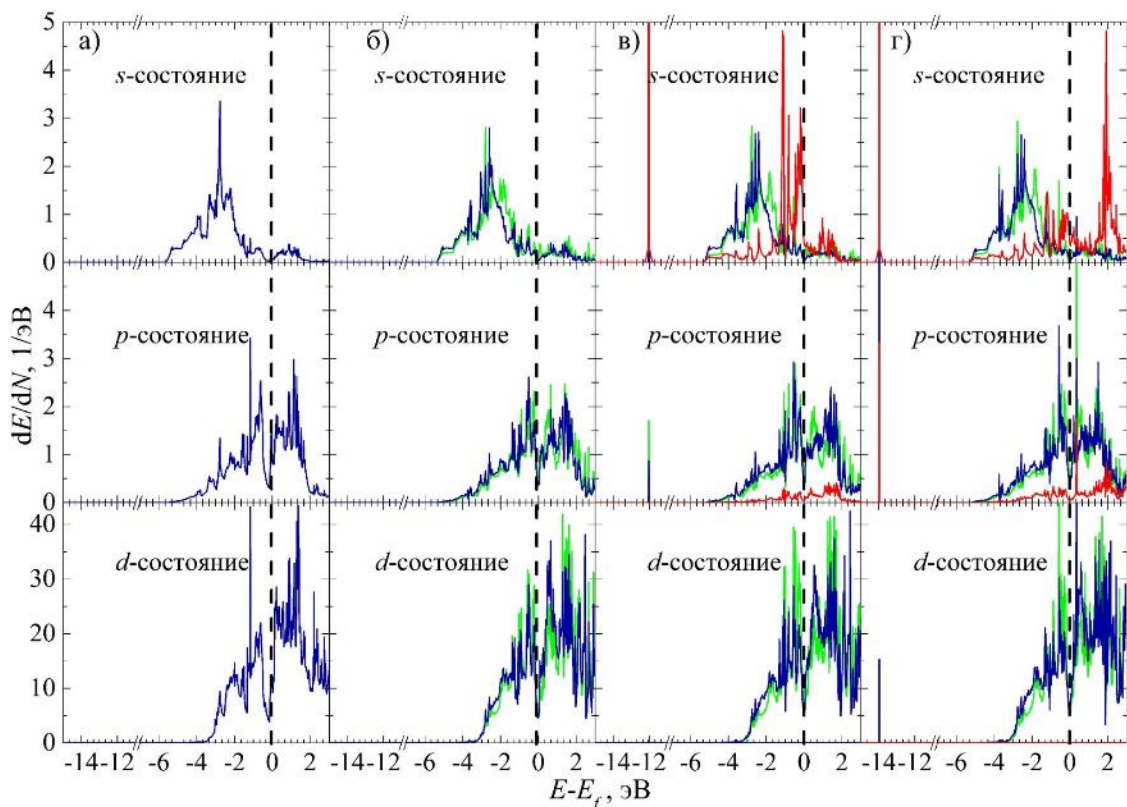 а) б) в) г)
5
s-состояние s-состояние s-состояние s-состояние
4
3
2
1
0
p-состояние p-состояние p-состояние p-состояние
4
3
2
1
0
d-состояние d-состояние d-состояние d-состояние
40
30
20
10
0
-14 -12 -6 -4 -2 0 2 -14 -12 -6 -4 -2 0 2 -14 -12 -6 -4 -2 0 2 -14 -12 -6 -4 -2 0 2
dE/dN, 1/эВ
E-E_f, эВ